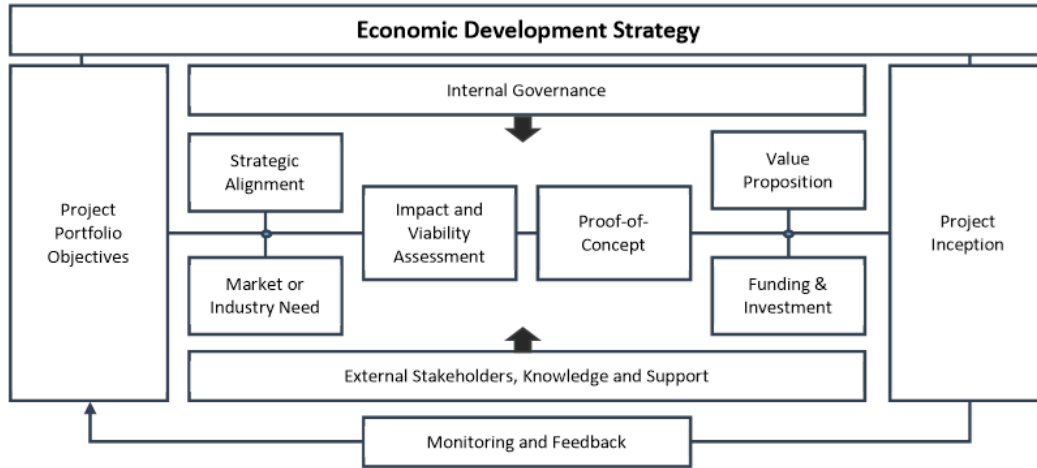 Economic Development Strategy
Internal Governance
Strategic
Alignment
Value
Proposition
Project
Portfolio
Objectives
Impact and
Viability
Assessment
Proof-of-
Concept
Project
Inception
Market or
Industry Need
Funding &
Investment
External Stakeholders, Knowledge and Support
Monitoring and Feedback